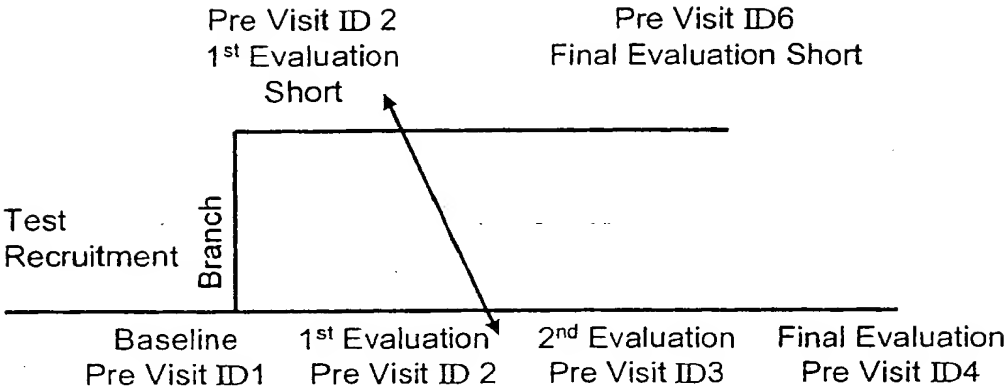 Pre Visit ID 2
1st Evaluation
Short
Pre Visit ID6
Final Evaluation Short
Test
Recruitment
Branch
Baseline
Pre Visit ID1
1st Evaluation
Pre Visit ID 2
2nd Evaluation
Pre Visit ID3
Final Evaluation
Pre Visit ID4